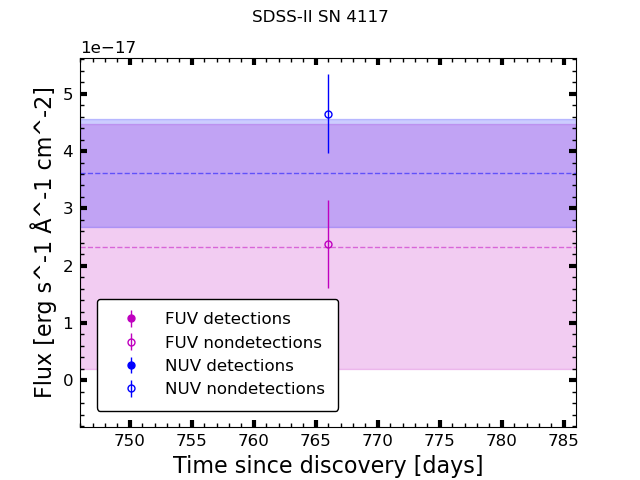 SDSS-II SN 4117
1e−17
Flux [erg s^-1 Å^-1 cm^-2]
5
4
3
2
1
0
FUV detections
FUV nondetections
NUV detections
NUV nondetections
750 755 760 765 770 775 780 785
Time since discovery [days]